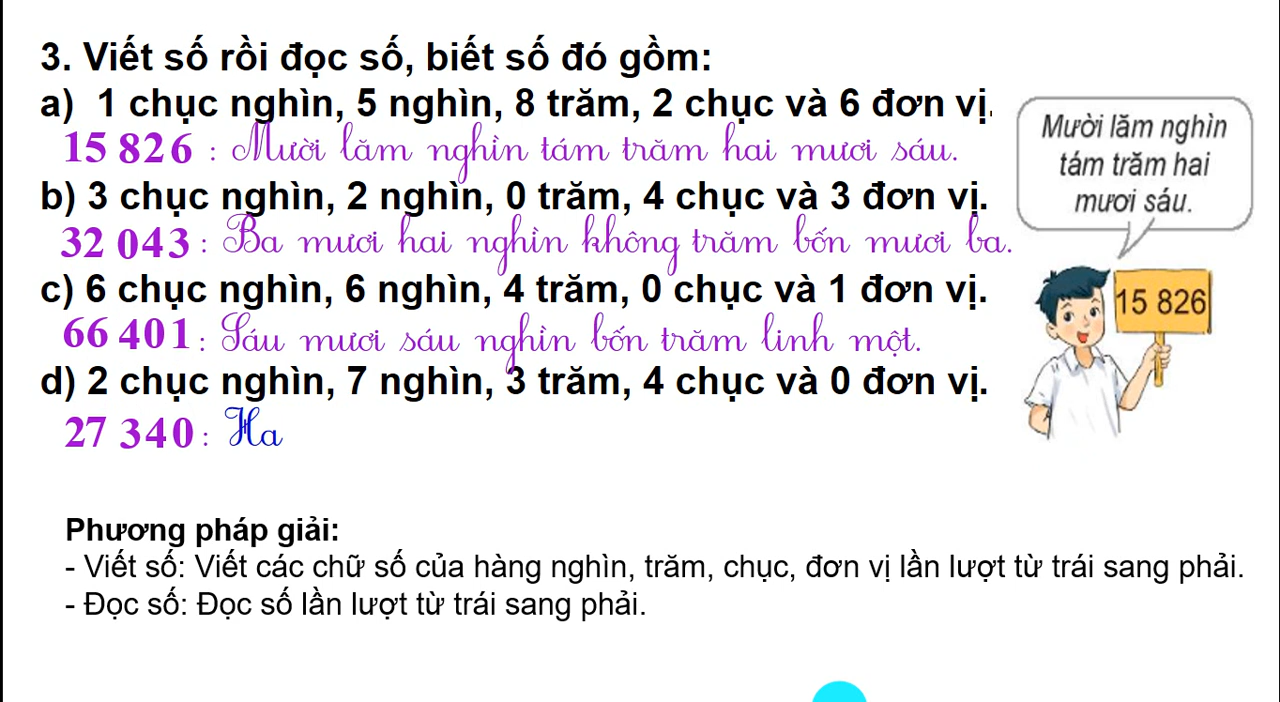 3. Viết số rồi đọc số, biết số đó gồm:
a) 1 chục nghìn, 5 nghìn, 8 trăm, 2 chục và 6 đơn vị.
15 826 : Mười lăm nghìn tám trăm hai mươi sáu.
b) 3 chục nghìn, 2 nghìn, 0 trăm, 4 chục và 3 đơn vị.
32 043 : Ba mươi hai nghìn không trăm bốn mươi ba.
c) 6 chục nghìn, 6 nghìn, 4 trăm, 0 chục và 1 đơn vị.
66 401 : Sáu mươi sáu nghìn bốn trăm linh một.
d) 2 chục nghìn, 7 nghìn, 3 trăm, 4 chục và 0 đơn vị.
27 340 : Ha
Mười lăm nghìn
tám trăm hai
mươi sáu.
15 826
Phương pháp giải:
- Viết số: Viết các chữ số của hàng nghìn, trăm, chục, đơn vị lần lượt từ trái sang phải.
- Đọc số: Đọc số lần lượt từ trái sang phải.